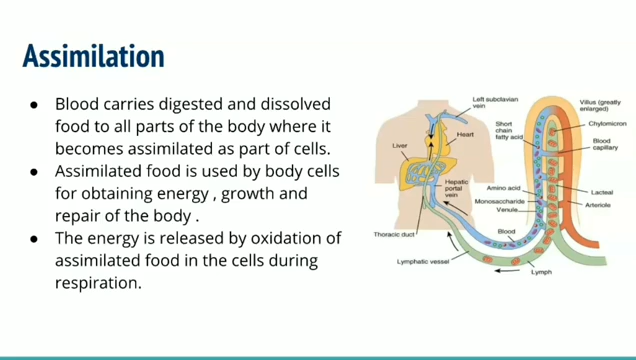 Assimilation
● Blood carries digested and dissolved
food to all parts of the body where it
becomes assimilated as part of cells.
● Assimilated food is used by body cells
for obtaining energy , growth and
repair of the body .
● The energy is released by oxidation of
assimilated food in the cells during
respiration.
Left subclavian
vein
Heart
Liver
Hepatic
portal
vein
Thoracic duct
Lymphatic vessel
Villus (greatly
enlarged)
Chylomicron
Short
chain
fatty acid
Blood
capillary
Amino acid
Monosaccharide
Venule
Lacteal
Arteriole
Blood
Lymph